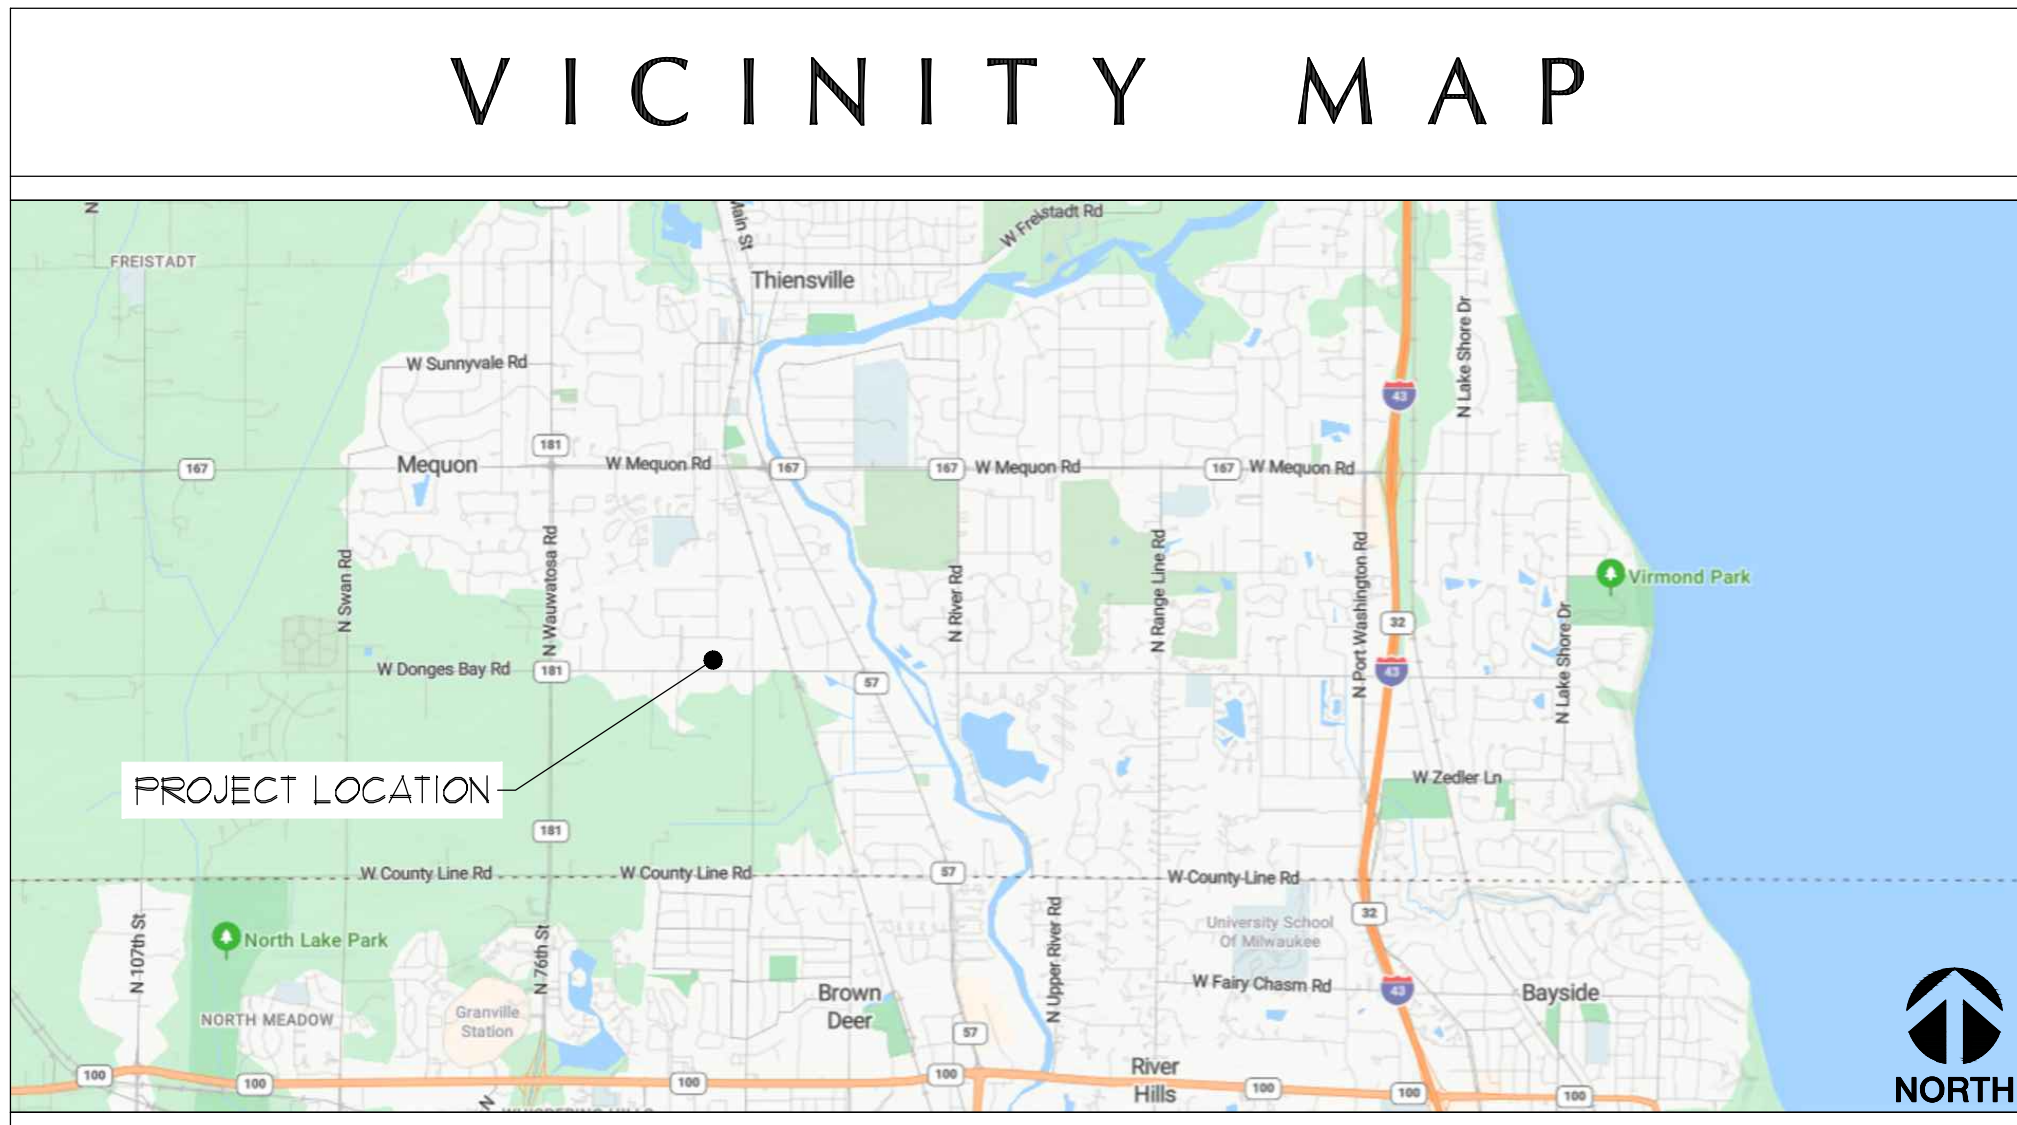 VICINITY MAP
N
Main St
W Freistadt Rd
FREISTADT
Thiensville
N Lake Shore Dr
W Sunnyvale Rd
43
181
Mequon
W Mequon Rd
167
167
167
W Mequon Rd
167
W Mequon Rd
N Swan Rd
N Wauwatosa Rd
N River Rd
N Range Line Rd
N Port Washington Rd
Virmond Park
32
N Lake Shore Dr
W Donges Bay Rd
181
57
43
PROJECT LOCATION
W Zedler Ln
181
W County Line Rd
W County Line Rd
57
W County Line Rd
32
N 107th St
North Lake Park
N 76th St
N Upper River Rd
University School
Of Milwaukee
W Fairy Chasm Rd
43
Bayside
Brown
Deer
NORTH MEADOW
Granville
Station
57
River
Hills
100
100
100
100
100
100
100
N
WHISPERING HILLS
NORTH